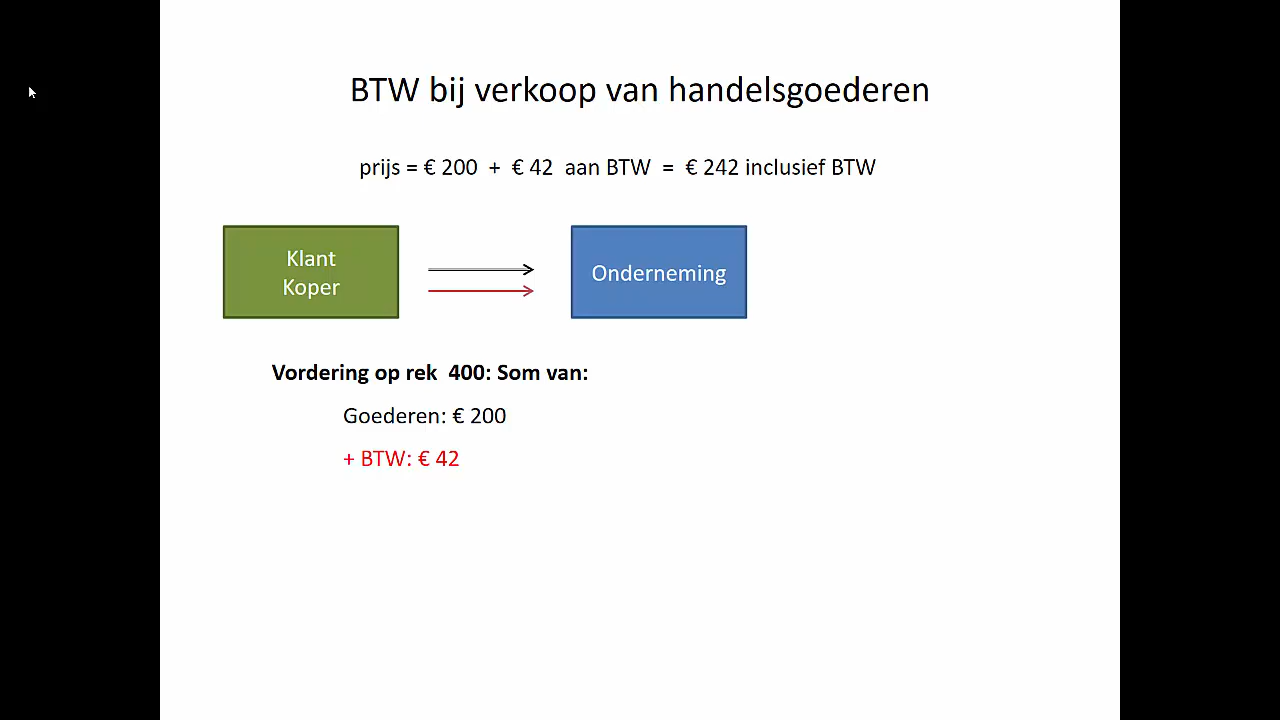 BTW bij verkoop van handelsgoederen
prijs = € 200 + € 42 aan BTW = € 242 inclusief BTW
Klant
Koper
Onderneming
Vordering op rek 400: Som van:
Goederen: € 200
+ BTW: € 42